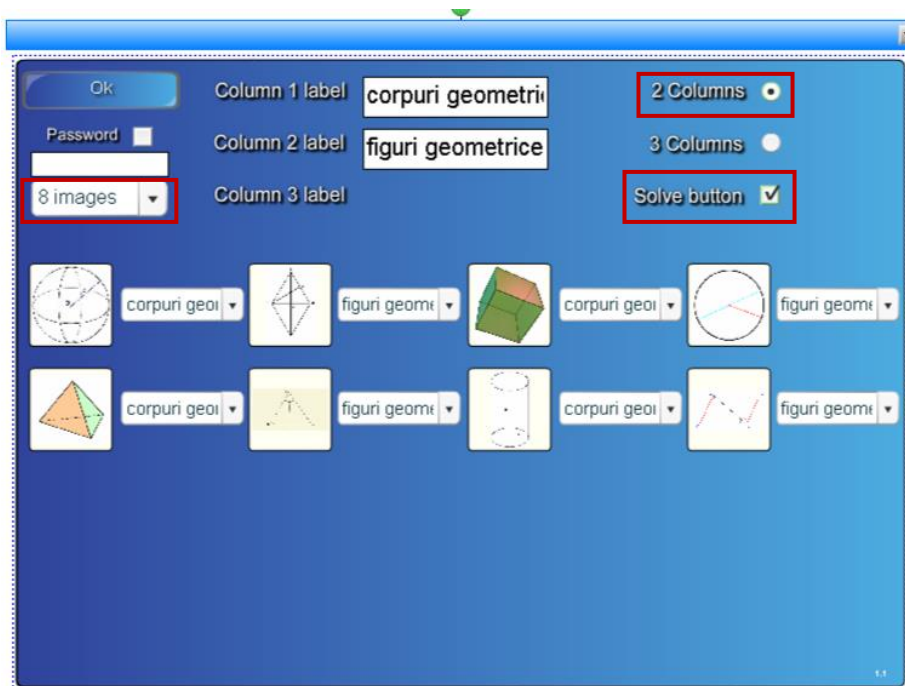 Ok
Column 1 label corpuri geometri
2 Columns
Password
Column 2 label figuri geometrice
3 Columns
8 images
Column 3 label
Solve button
corpuri geoi figuri geome corpuri geoi figuri geome
corpuri geoi figuri geome corpuri geoi figuri geome
1.1